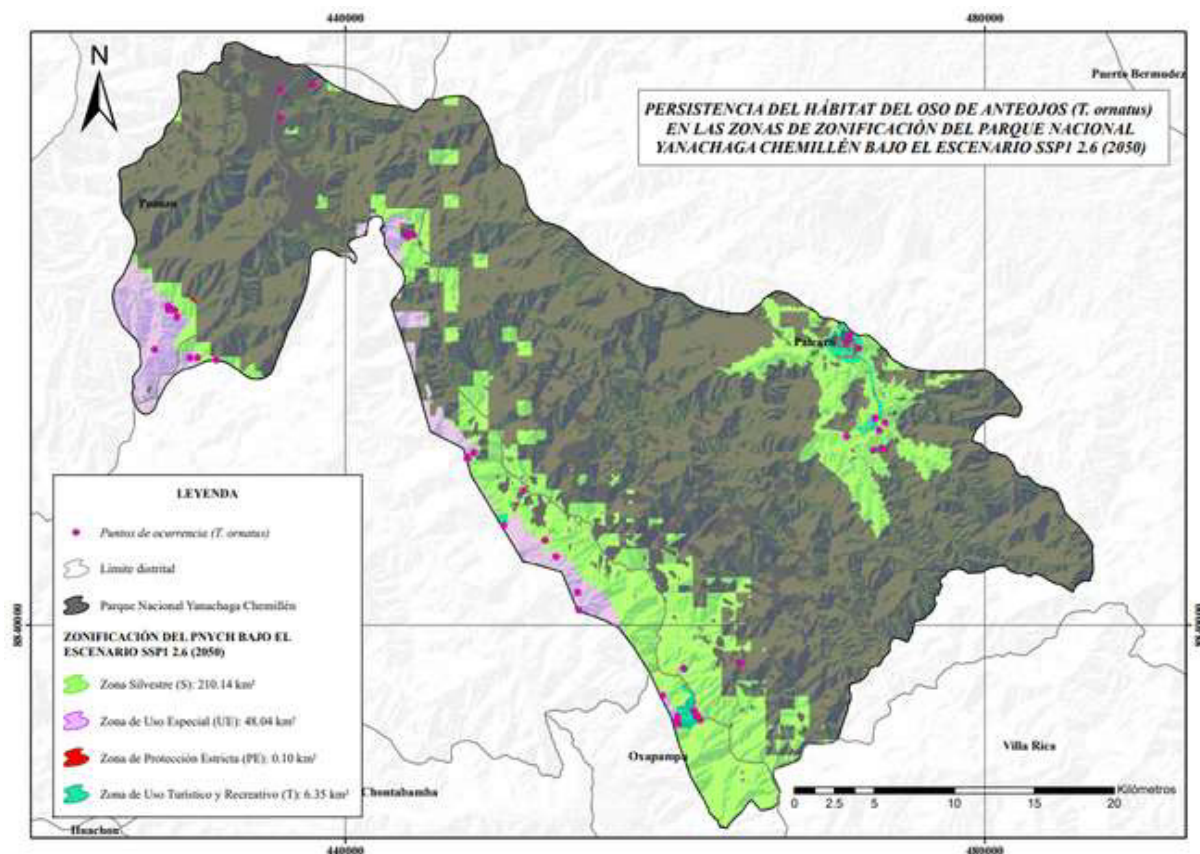 440000
480000
N
Puerto Bermudez
PERSISTENCIA DEL HÁBITAT DEL OSO DE ANTEOJOS (T. ornatus)
EN LAS ZONAS DE ZONIFICACIÓN DEL PARQUE NACIONAL
YANACHAGA CHEMILLÉN BAJO EL ESCENARIO SSP1 2.6 (2050)
Palcazu
LEYENDA
Puntos de ocurrencia (T. ornatus)
Límite distrital
Parque Nacional Yanachaga Chemillén
ZONIFICACIÓN DEL PNYCH BAJO EL
ESCENARIO SSP1 2.6 (2050)
Zona Silvestre (S): 210.14 km²
Zona de Uso Especial (UE): 48.04 km²
Zona de Protección Estricta (PE): 0.10 km²
Zona de Uso Turístico y Recreativo (T): 6.35 km²
8840000
8840000
Oxapampa
Villa Rica
Chontabamba
Huachon
Kilómetros
0 2.5 5 10 15 20
440000
480000